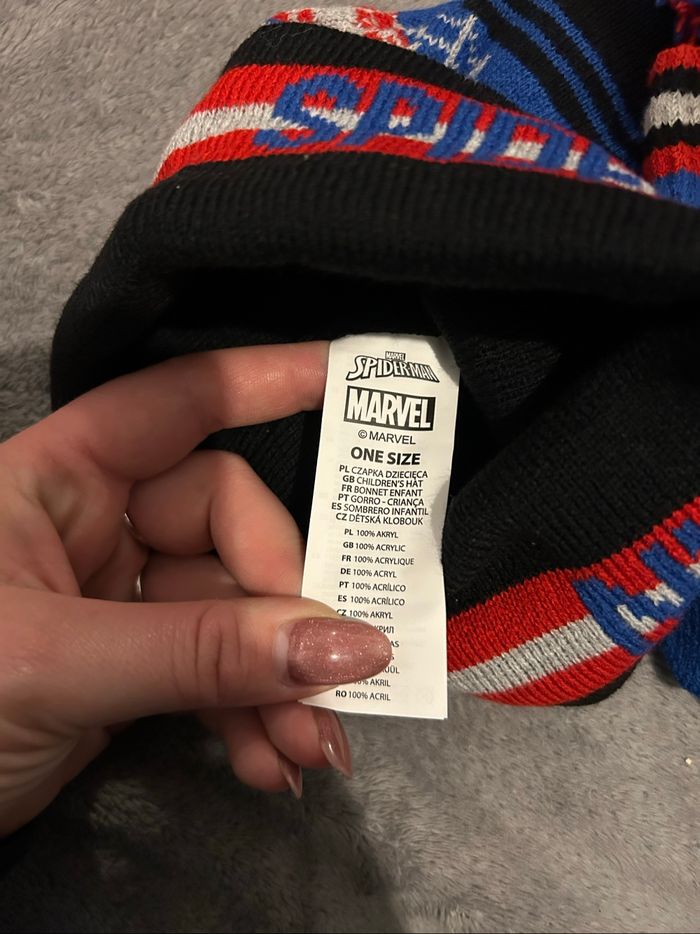 SPIDE
MARVEL
SPIDER-MAN
MARVEL
© MARVEL
ONE SIZE
PL CZAPKA DZIECIĘCA
GB CHILDREN'S HAT
FR BONNET ENFANT
PT GORRO - CRIANÇA
ES SOMBRERO INFANTIL
CZ DĚTSKÁ KLOBOUK
PL 100% AKRYL
GB 100% ACRYLIC
FR 100% ACRYLIQUE
DE 100% ACRYL
PT 100% ACRÍLICO
ES 100% ACRÍLICO
CZ 100% AKRYL
% AKRIL
RO 100% ACRIL